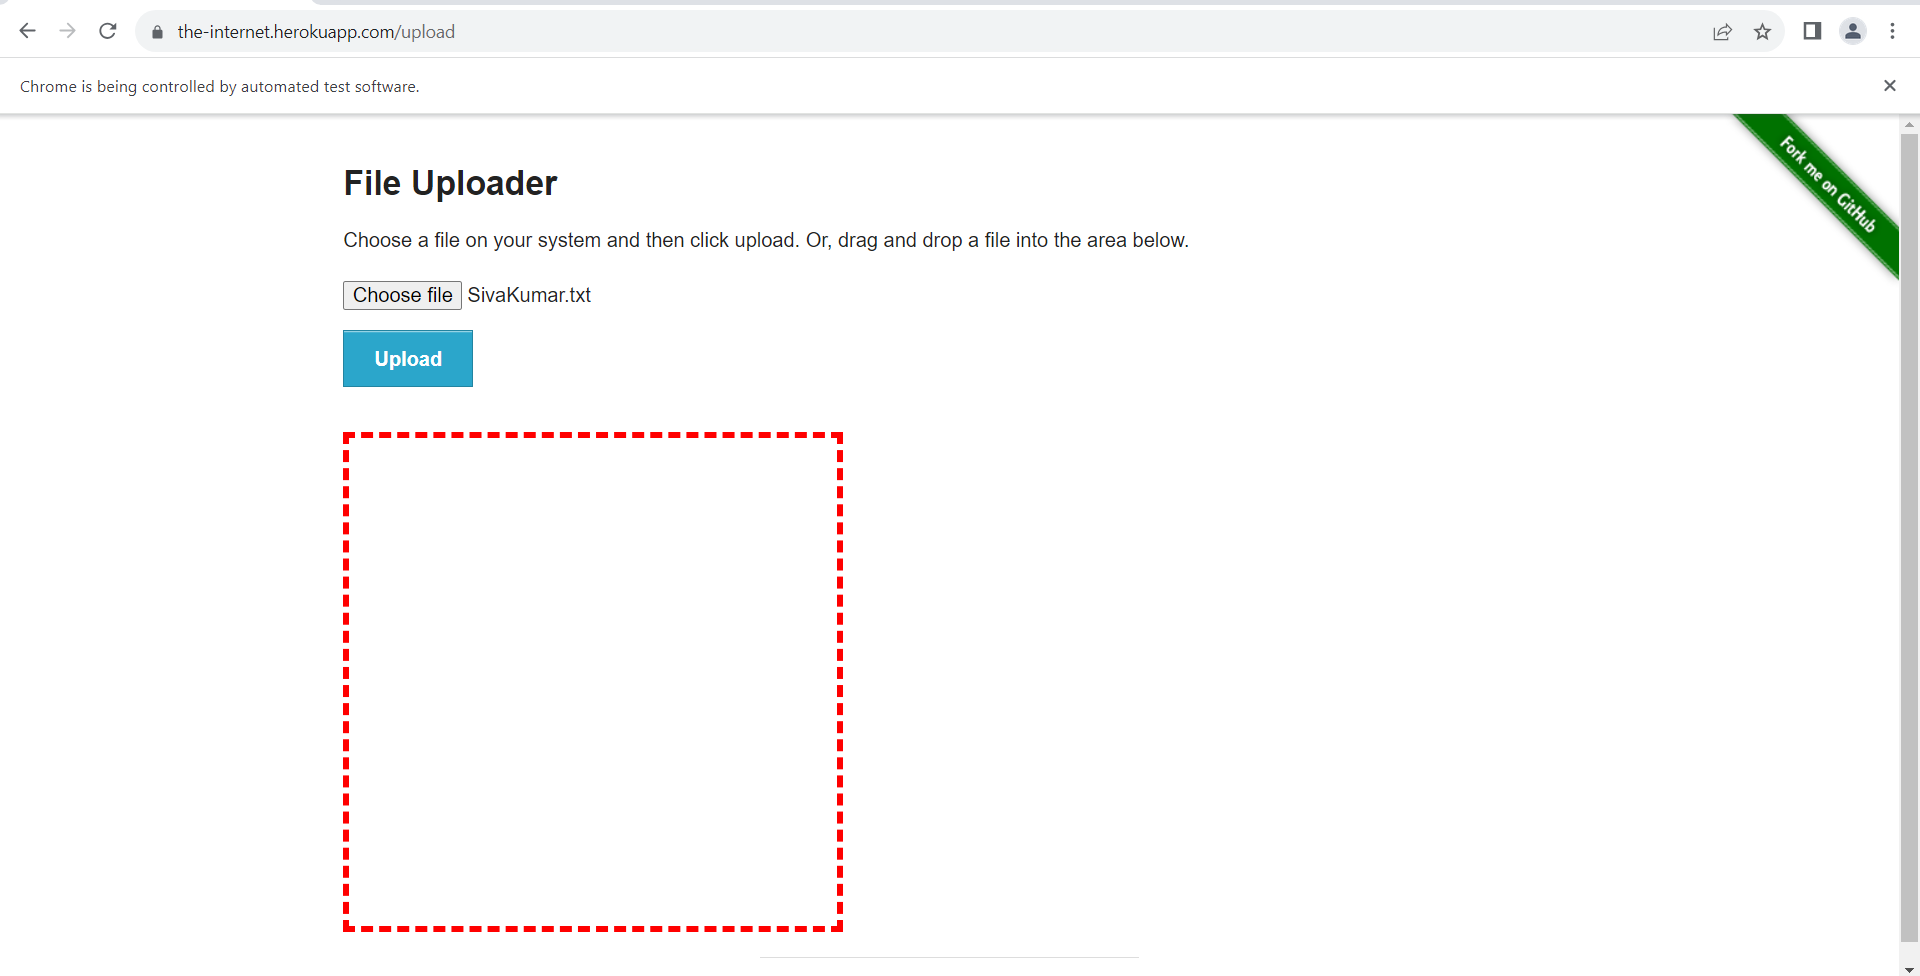 the-internet.herokuapp.com/upload
Chrome is being controlled by automated test software.
Fork me on GitHub
File Uploader
Choose a file on your system and then click upload. Or, drag and drop a file into the area below.
Choose file SivaKumar.txt
Upload